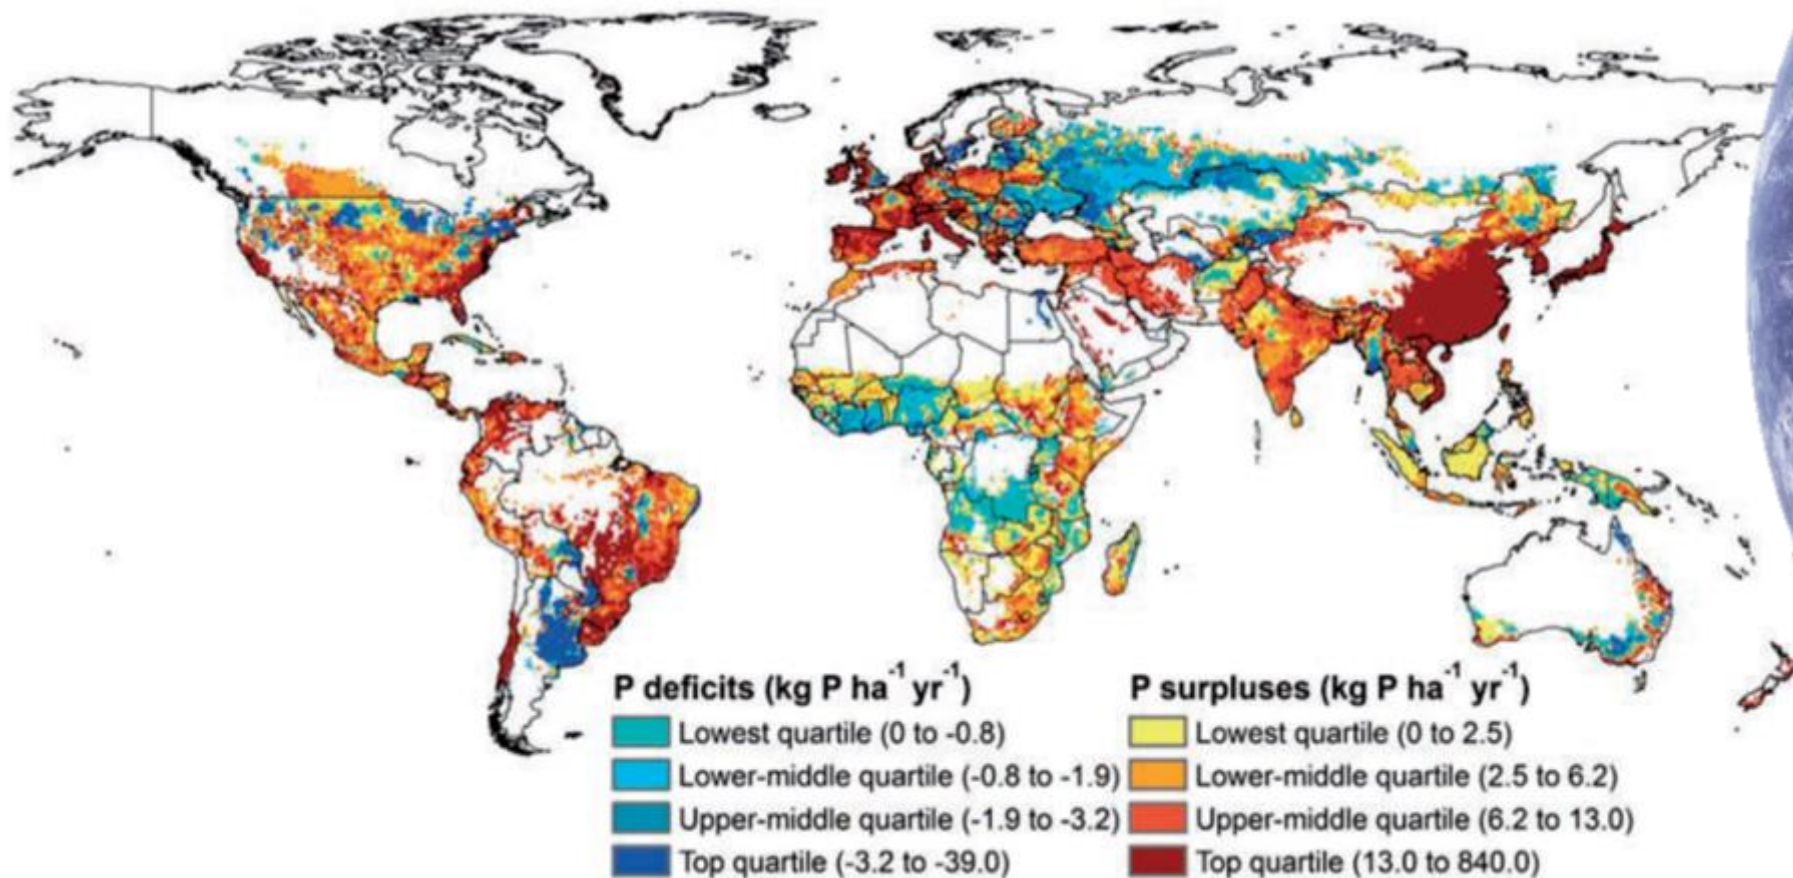 P deficits (kg P ha⁻¹ yr⁻¹)
Lowest quartile (0 to -0.8)
Lower-middle quartile (-0.8 to -1.9)
Upper-middle quartile (-1.9 to -3.2)
Top quartile (-3.2 to -39.0)
P surpluses (kg P ha⁻¹ yr⁻¹)
Lowest quartile (0 to 2.5)
Lower-middle quartile (2.5 to 6.2)
Upper-middle quartile (6.2 to 13.0)
Top quartile (13.0 to 840.0)